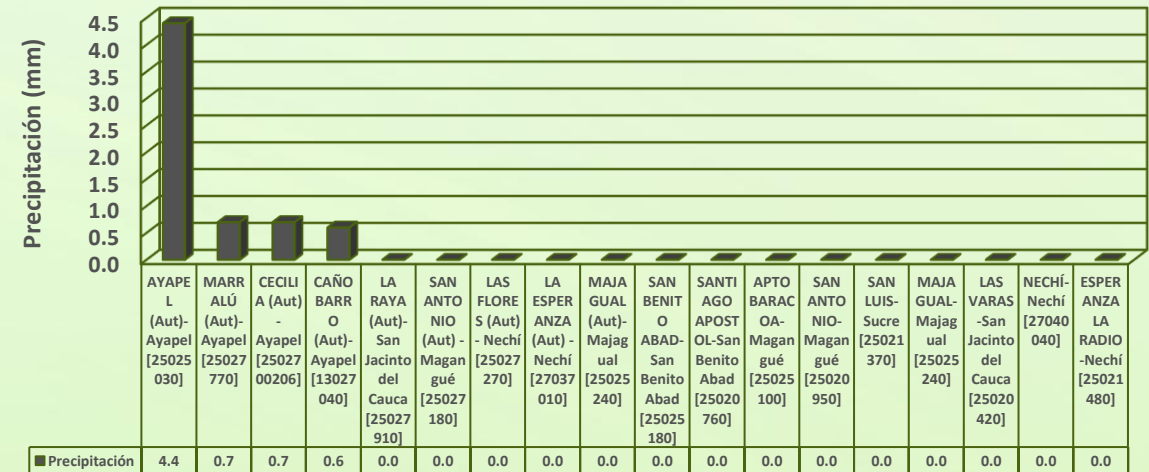 Precipitación (mm)
4.5
4.0
3.5
3.0
2.5
2.0
1.5
1.0
0.5
0.0
AYAPE
L
(Aut)-
Ayapel
[25025
030]
MARR
ALÚ
(Aut)-
Ayapel
[25027
770]
CECILI
A (Aut)
-
Ayapel
[25027
00206]
CAÑO
BARR
O
(Aut)-
Ayapel
[13027
040]
LA
RAYA
(Aut)-
San
Jacinto
del
Cauca
[25027
910]
SAN
ANTO
NIO
(Aut) -
Magan
gué
[25027
180]
LAS
FLORE
S (Aut)
- Nechí
[25027
270]
LA
ESPER
ANZA
(Aut) -
Nechí
[27037
010]
MAJA
GUAL
(Aut)-
Majag
ual
[25025
240]
SAN
BENIT
O
ABAD-
San
Benito
Abad
[25025
180]
SANTI
AGO
APOST
OL-San
Benito
Abad
[25020
760]
APTO
BARAC
OA-
Magan
gué
[25025
100]
SAN
ANTO
NIO-
Magan
gué
[25020
950]
SAN
LUIS-
Sucre
[25021
370]
MAJA
GUAL-
Majag
ual
[25025
240]
LAS
VARAS
-San
Jacinto
del
Cauca
[25020
420]
NECHÍ-
Nechí
[27040
040]
ESPER
ANZA
LA
RADIO
-Nechí
[25021
480]
Precipitación 4.4 0.7 0.7 0.6 0.0 0.0 0.0 0.0 0.0 0.0 0.0 0.0 0.0 0.0 0.0 0.0 0.0 0.0